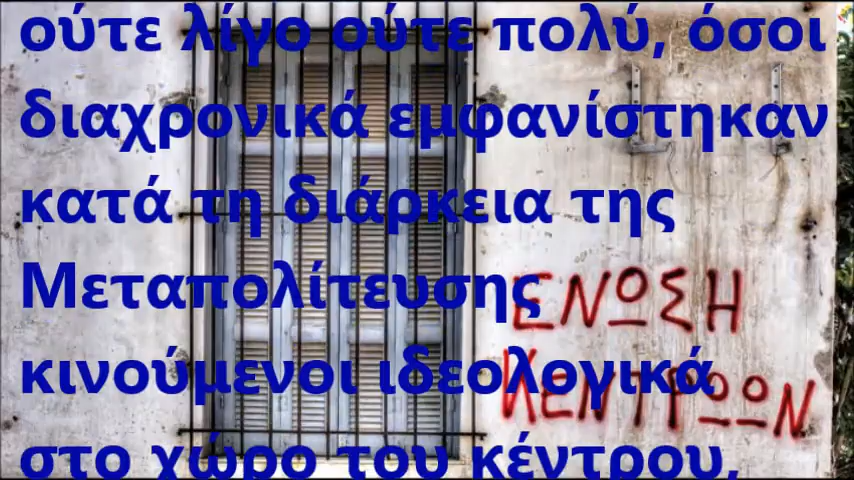 ούτε λίγο ούτε πολύ, όσοι
διαχρονικά εμφανίστηκαν
κατά τη διάρκεια της
Μεταπολίτευσης
κινούμενοι ιδεολογικά
στο χώρο του κέντρου,
ΕΝΩΣΗ
ΚΕΝΤΡΩΩΝ